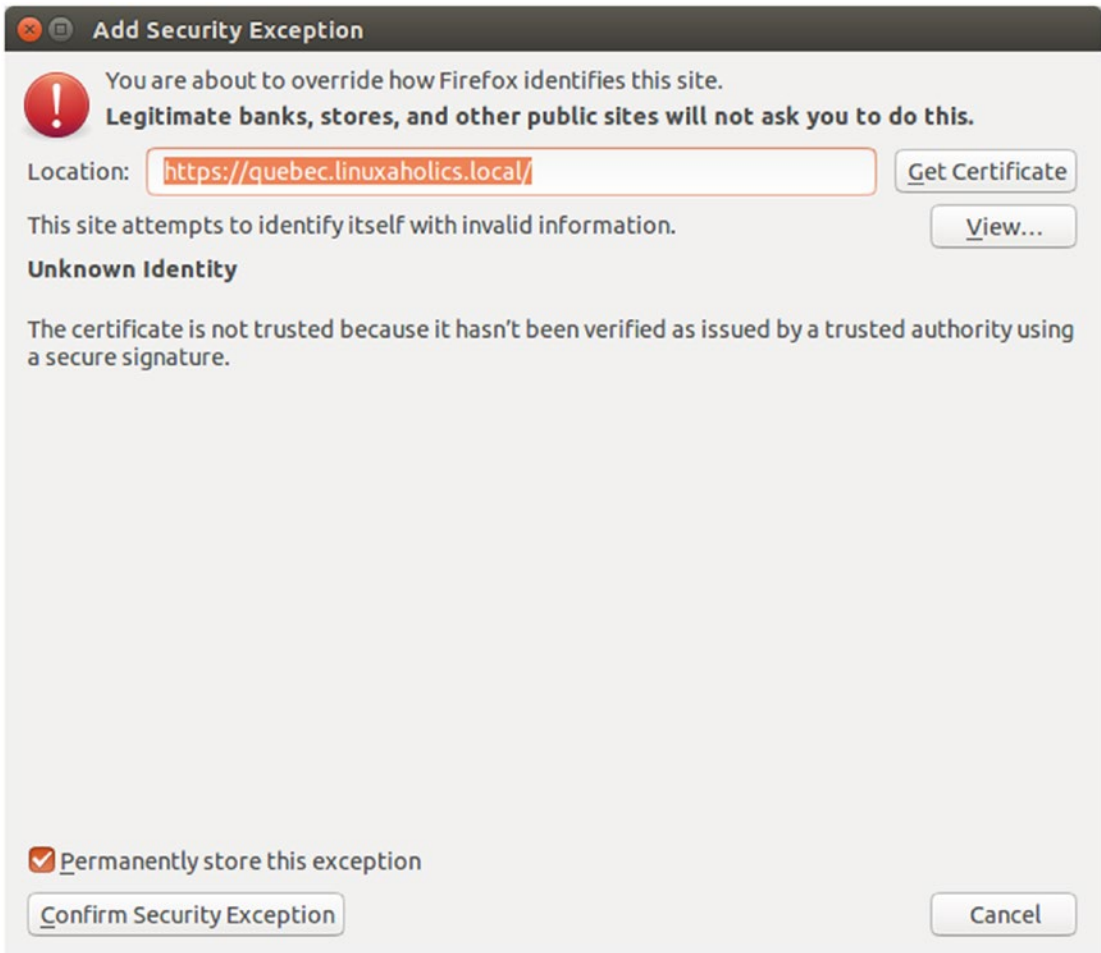 Add Security Exception
You are about to override how Firefox identifies this site.
Legitimate banks, stores, and other public sites will not ask you to do this.
Location: https://quebec.linuxaholics.local/ Get Certificate
This site attempts to identify itself with invalid information. View...
Unknown Identity
The certificate is not trusted because it hasn't been verified as issued by a trusted authority using
a secure signature.
Permanently store this exception
Confirm Security Exception Cancel